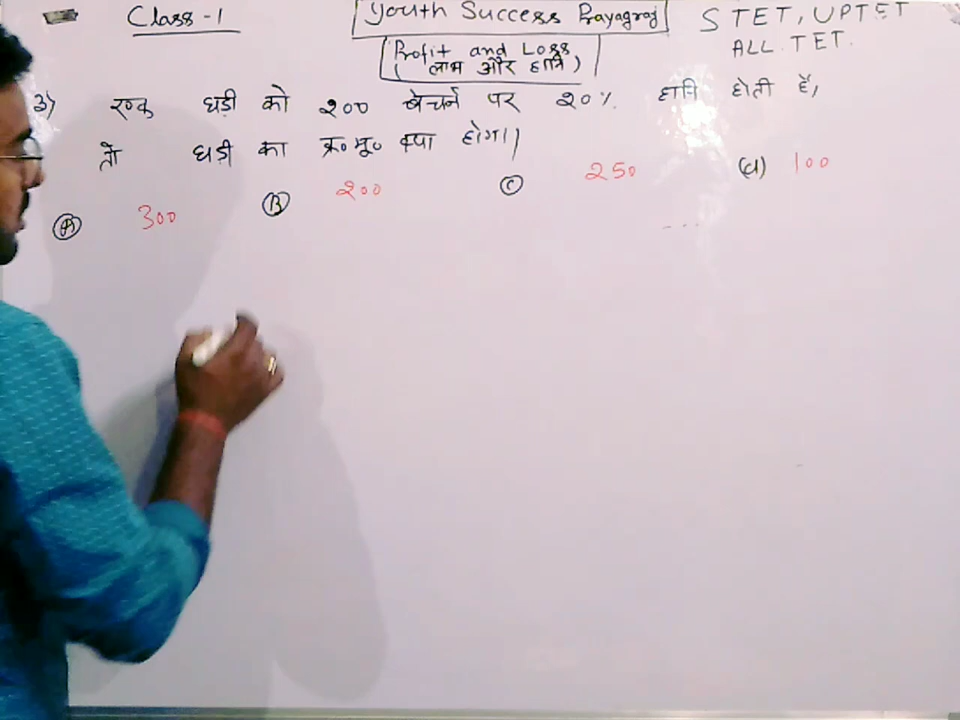 Class-1
Youth Success Prayagraj
STET, UPTET
ALL TET.
Profit and Loss
( लाभ और हानि )
3) एक घड़ी को 200 बेचने पर 20% हानि होती है,
तो घड़ी का क्र०मू० क्या होगा।
(A) 300 (B) 200 (C) 250 (d) 100